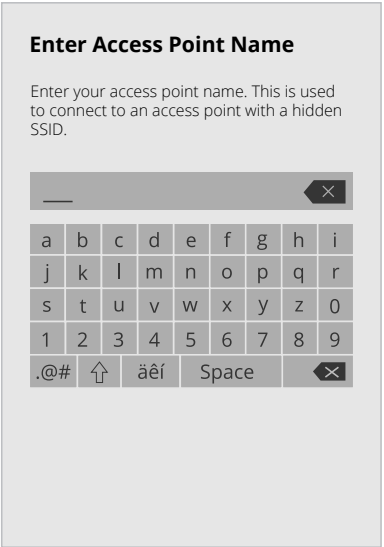 Enter Access Point Name
Enter your access point name. This is used
to connect to an access point with a hidden
SSID.
a b c d e f g h i
j k l m n o p q r
s t u v w x y z 0
1 2 3 4 5 6 7 8 9
.@# äêí Space